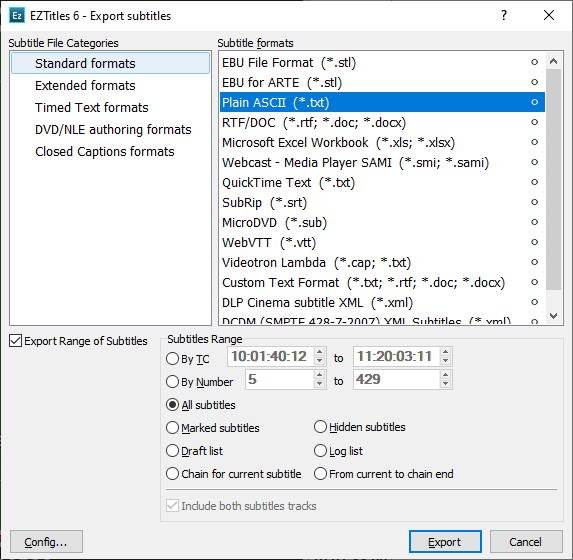 Ez EZTitles 6 - Export subtitles
Subtitle File Categories
Standard formats
Extended formats
Timed Text formats
DVD/NLE authoring formats
Closed Captions formats
Subtitle formats
EBU File Format (*.stl)
EBU for ARTE (*.stl)
Plain ASCII (*.txt)
RTF/DOC (*.rtf; *.doc; *.docx)
Microsoft Excel Workbook (*.xls; *.xlsx)
Webcast - Media Player SAMI (*.smi; *.sami)
QuickTime Text (*.txt)
SubRip (*.srt)
MicroDVD (*.sub)
WebVTT (*.vtt)
Videotron Lambda (*.cap; *.txt)
Custom Text Format (*.txt; *.rtf; *.doc; *.docx)
DLP Cinema subtitle XML (*.xml)
DCDM (SMPTE 428-7-2007) XML Subtitles (*.xml)
Export Range of Subtitles
Subtitles Range
By TC 10:01:40:12 to 11:20:03:11
By Number 5 to 429
All subtitles
Marked subtitles Hidden subtitles
Draft list Log list
Chain for current subtitle From current to chain end
Include both subtitles tracks
Config... Export Cancel